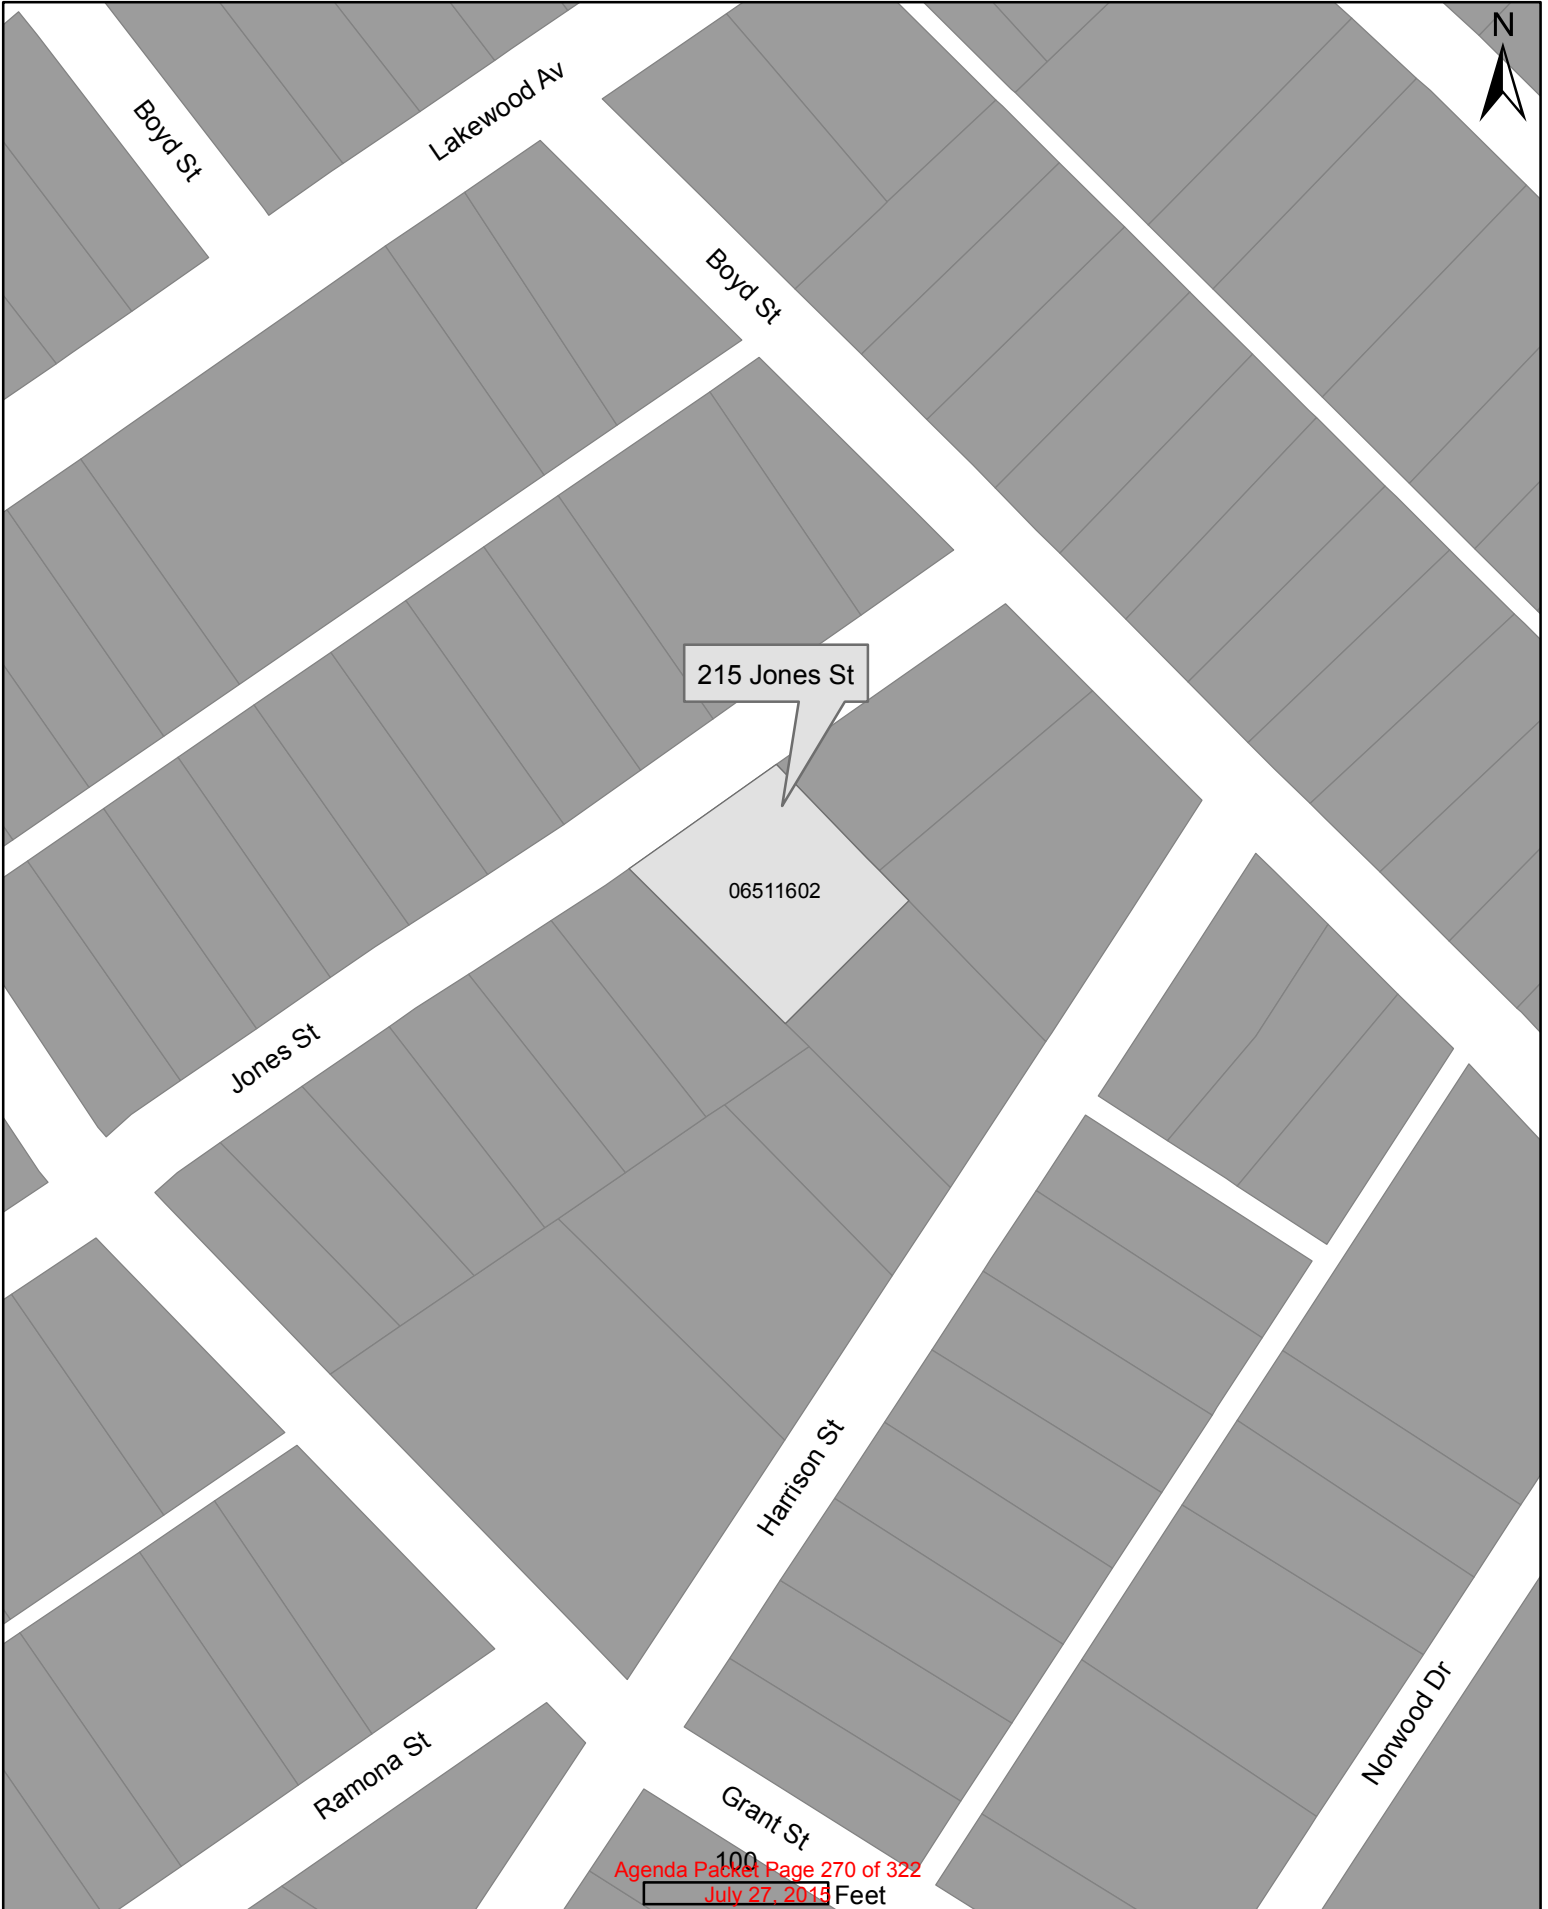 N
Lakewood Av
Boyd St
Boyd St
215 Jones St
06511602
Jones St
Harrison St
Norwood Dr
Ramona St
Grant St
100
Agenda Packet Page 270 of 322
July 27, 2015
Feet